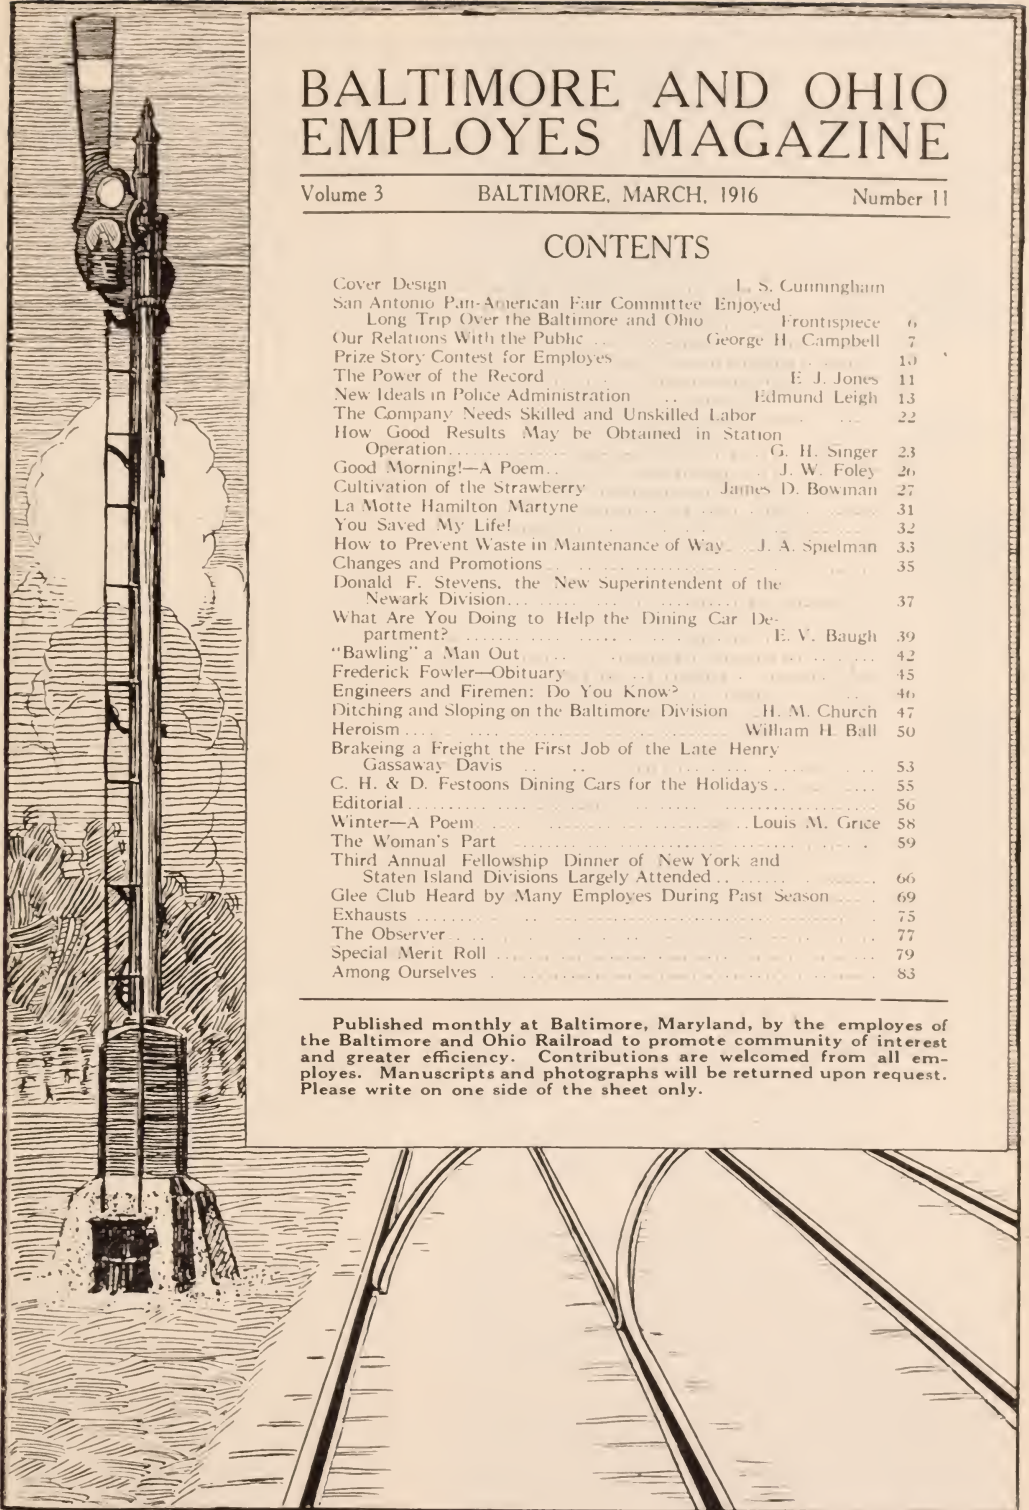 BALTIMORE AND OHIO
EMPLOYES MAGAZINE
Volume 3 BALTIMORE, MARCH, 1916 Number 11
CONTENTS
Cover Design L. S. Cunningham
San Antonio Pan-American Fair Committee Enjoyed
Long Trip Over the Baltimore and Ohio Frontispiece 6
Our Relations With the Public .. George H. Campbell 7
Prize Story Contest for Employes 10
The Power of the Record E. J. Jones 11
New Ideals in Police Administration .. Edmund Leigh 13
The Company Needs Skilled and Unskilled Labor 22
How Good Results May be Obtained in Station
Operation G. H. Singer 23
Good Morning!—A Poem J. W. Foley 26
Cultivation of the Strawberry James D. Bowman 27
La Motte Hamilton Martyne 31
You Saved My Life! 32
How to Prevent Waste in Maintenance of Way J. A. Spielman 33
Changes and Promotions 35
Donald F. Stevens, the New Superintendent of the
Newark Division 37
What Are You Doing to Help the Dining Car De-
partment? E. V. Baugh 39
"Bawling" a Man Out 42
Frederick Fowler—Obituary 45
Engineers and Firemen: Do You Know? 46
Ditching and Sloping on the Baltimore Division H. M. Church 47
Heroism William H. Ball 50
Brakeing a Freight the First Job of the Late Henry
Gassaway Davis 53
C. H. & D. Festoons Dining Cars for the Holidays 55
Editorial 56
Winter—A Poem Louis M. Grice 58
The Woman's Part 59
Third Annual Fellowship Dinner of New York and
Staten Island Divisions Largely Attended 66
Glee Club Heard by Many Employes During Past Season 69
Exhausts 75
The Observer 77
Special Merit Roll 79
Among Ourselves 83
Published monthly at Baltimore, Maryland, by the employes of
the Baltimore and Ohio Railroad to promote community of interest
and greater efficiency. Contributions are welcomed from all em-
ployes. Manuscripts and photographs will be returned upon request.
Please write on one side of the sheet only.